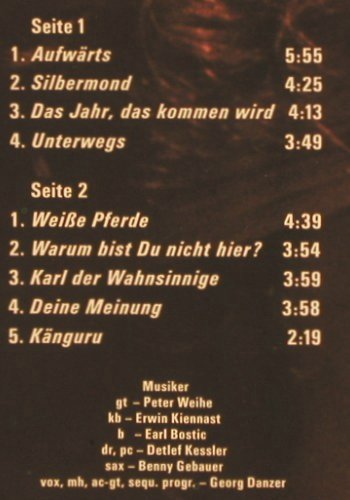 Seite 1
1. Aufwärts 5:55
2. Silbermond 4:25
3. Das Jahr, das kommen wird 4:13
4. Unterwegs 3:49
Seite 2
1. Weiße Pferde 4:39
2. Warum bist Du nicht hier? 3:54
3. Karl der Wahnsinnige 3:59
4. Deine Meinung 3:58
5. Känguru 2:19
Musiker
gt – Peter Weihe
kb – Erwin Kiennast
b – Earl Bostic
dr, pc – Detlef Kessler
sax – Benny Gebauer
vox, mh, ac-gt, sequ. progr. – Georg Danzer